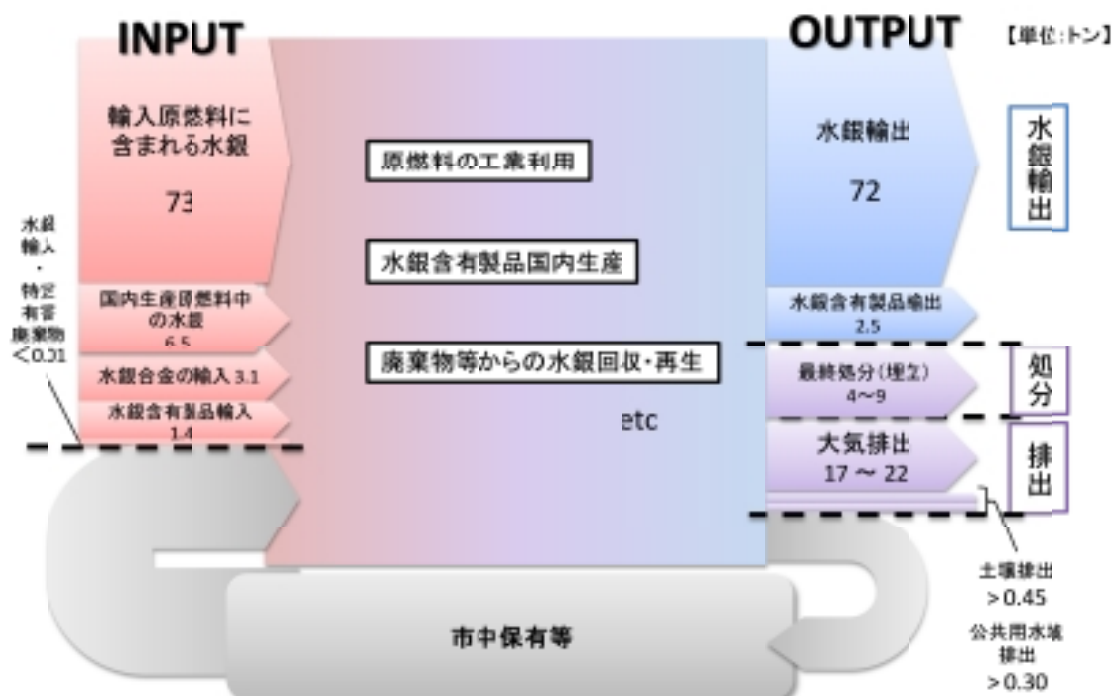 INPUT
OUTPUT
【単位:トン】
輸入原燃料に
含まれる水銀
73
水銀
輸入
・
特定
有害
廃棄物
<0.01
国内生産原燃料中
の水銀
6.5
水銀合金の輸入 3.1
水銀含有製品輸入
1.4
原燃料の工業利用
水銀含有製品国内生産
廃棄物等からの水銀回収・再生
etc
水銀輸出
72
水銀輸出
水銀含有製品輸出
2.5
最終処分(埋立)
4~9
処分
大気排出
17 ~ 22
排出
土壌排出
>0.45
公共用水域
排出
>0.30
市中保有等